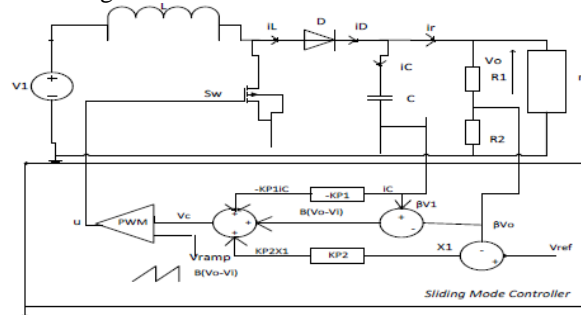 L
iL
D
iD
ir
V1
Sw
iC
C
Vo
R1
R2
-KP1iC
-KP1
iC
βV1
u
PWM
Vc
B(Vo-Vi)
βVo
Vramp
KP2X1
KP2
X1
Vref
B(Vo-Vi)
Sliding Mode Controller